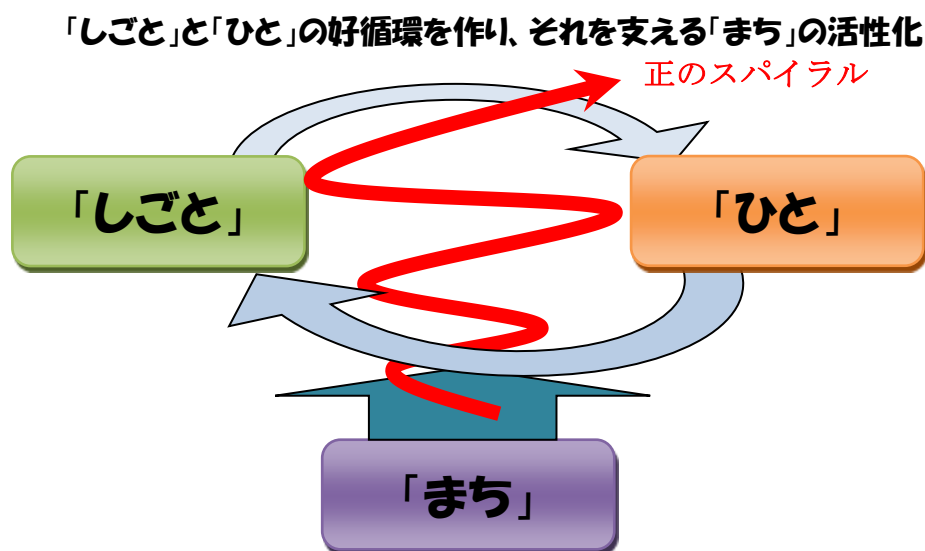 「しごと」と「ひと」の好循環を作り、それを支える「まち」の活性化
正のスパイラル
「しごと」
「ひと」
「まち」